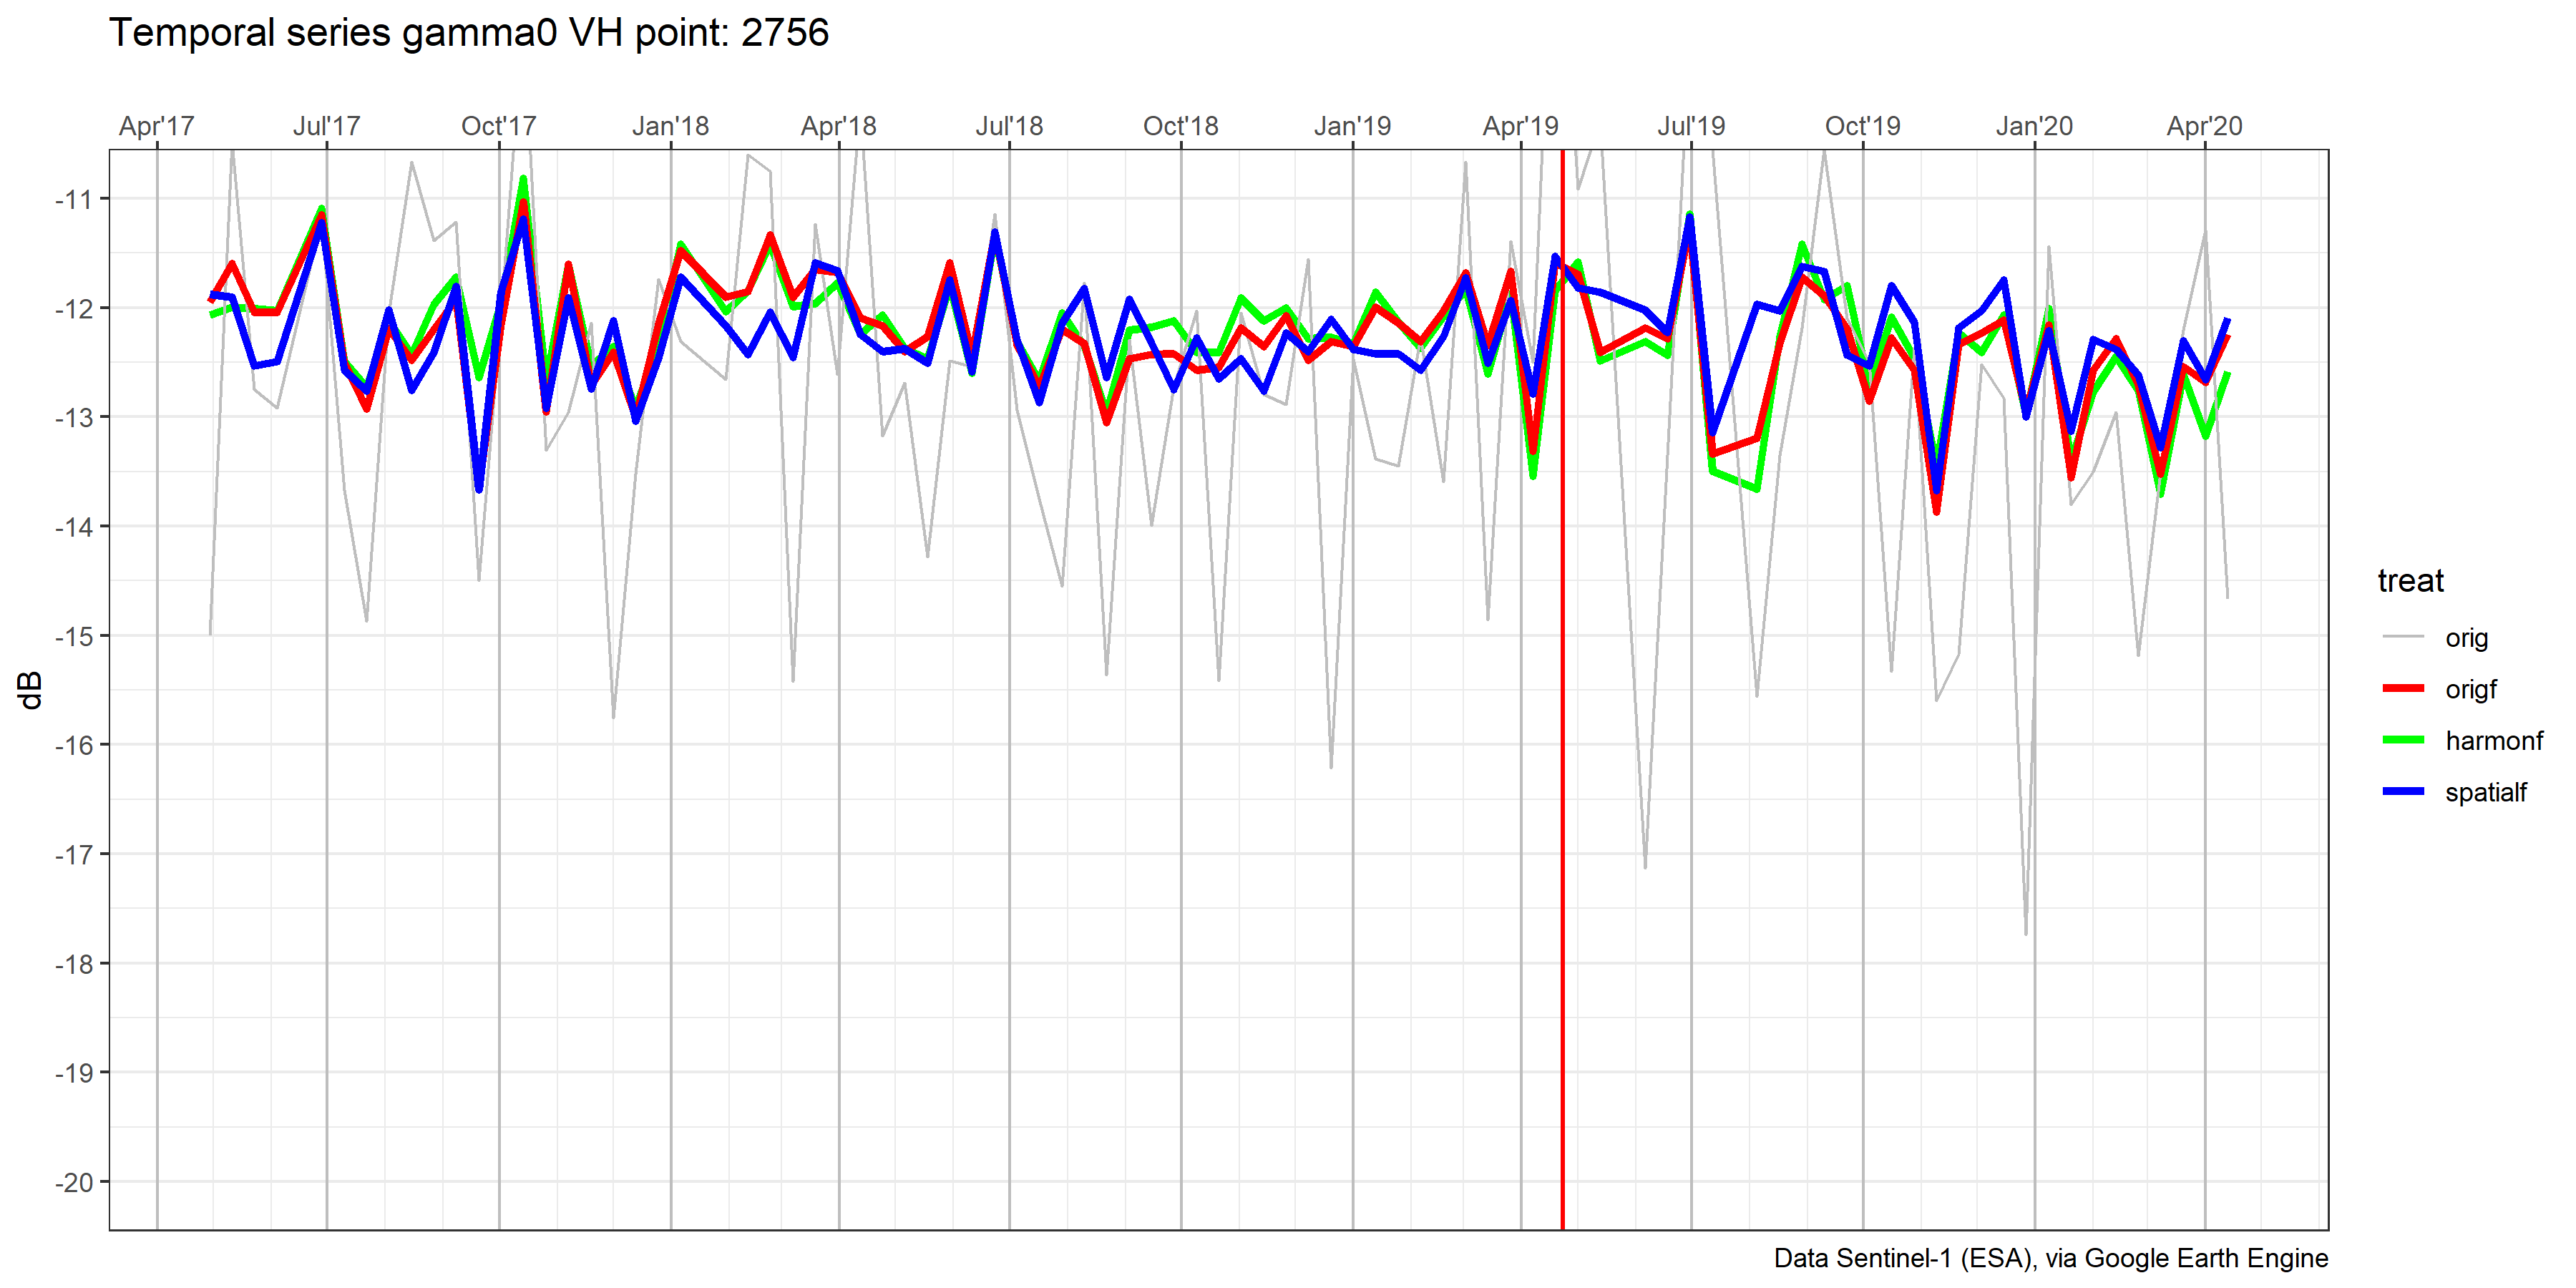 Temporal series gamma0 VH point: 2756
Apr'17 Jul'17 Oct'17 Jan'18 Apr'18 Jul'18 Oct'18 Jan'19 Apr'19 Jul'19 Oct'19 Jan'20 Apr'20
-11
-12
-13
-14
-15
-16
-17
-18
-19
-20
dB
treat
orig
origf
harmonf
spatialf
Data Sentinel-1 (ESA), via Google Earth Engine